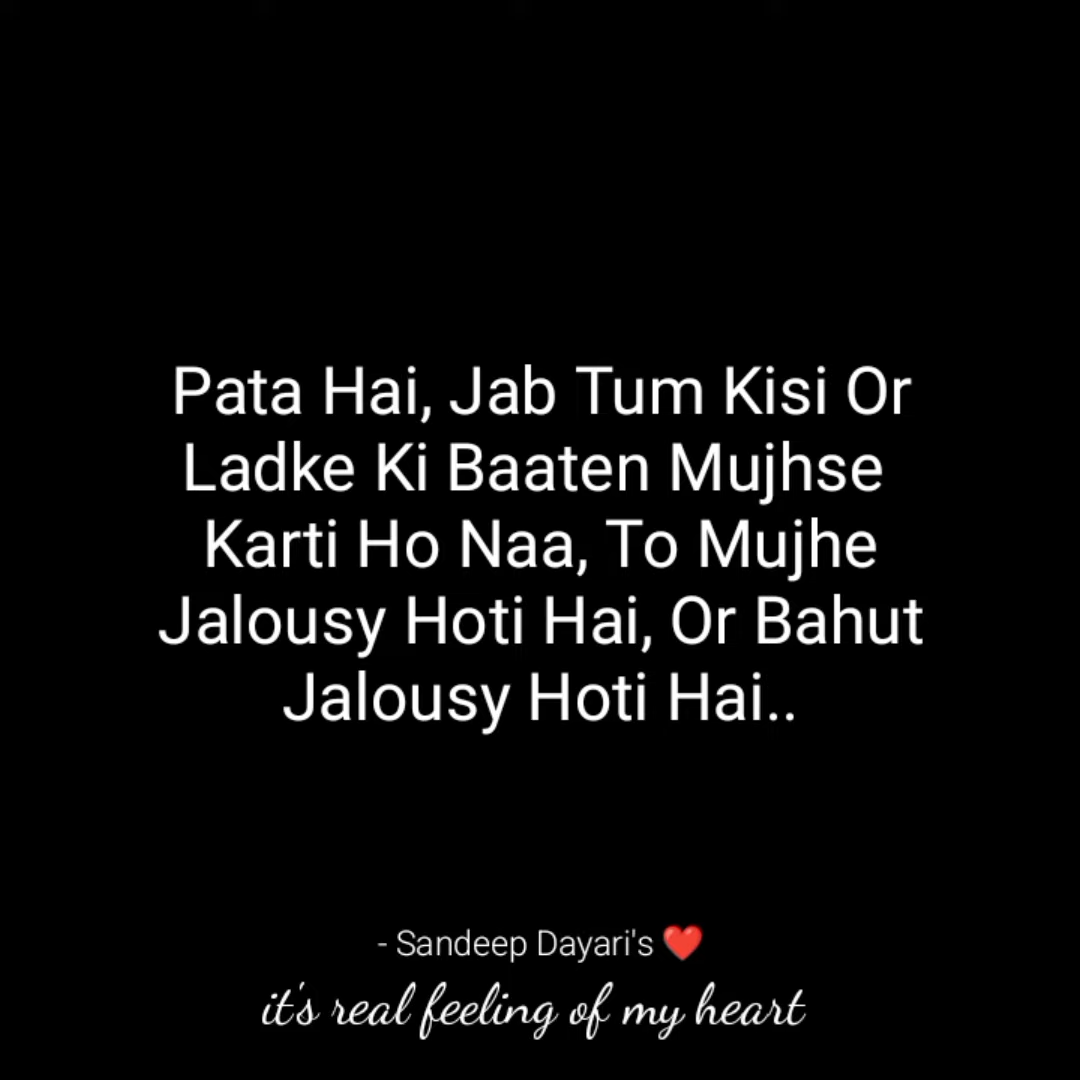 Pata Hai, Jab Tum Kisi Or
Ladke Ki Baaten Mujhse
Karti Ho Naa, To Mujhe
Jalousy Hoti Hai, Or Bahut
Jalousy Hoti Hai..
- Sandeep Dayari's ❤️
it's real feeling of my heart